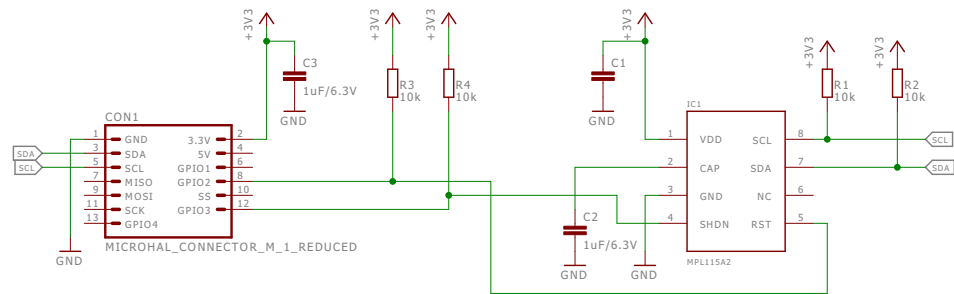 +3V3
+3V3
+3V3
+3V3
+3V3
+3V3
C3
1uF/6.3V
GND
R3
10k
R4
10k
C1
GND
R1
10k
R2
10k
CON1
1 GND 3.3V 2
3 SDA 5V 4
5 SCL GPIO1 6
7 MISO GPIO2 8
9 MOSI SS 10
11 SCK GPIO3 12
13 GPIO4
SDA
SCL
GND
MICROHAL_CONNECTOR_M_1_REDUCED
IC1
1 VDD SCL 8
2 CAP SDA 7
3 GND NC 6
4 SHDN RST 5
MPL115A2
SCL
SDA
C2
1uF/6.3V
GND
GND